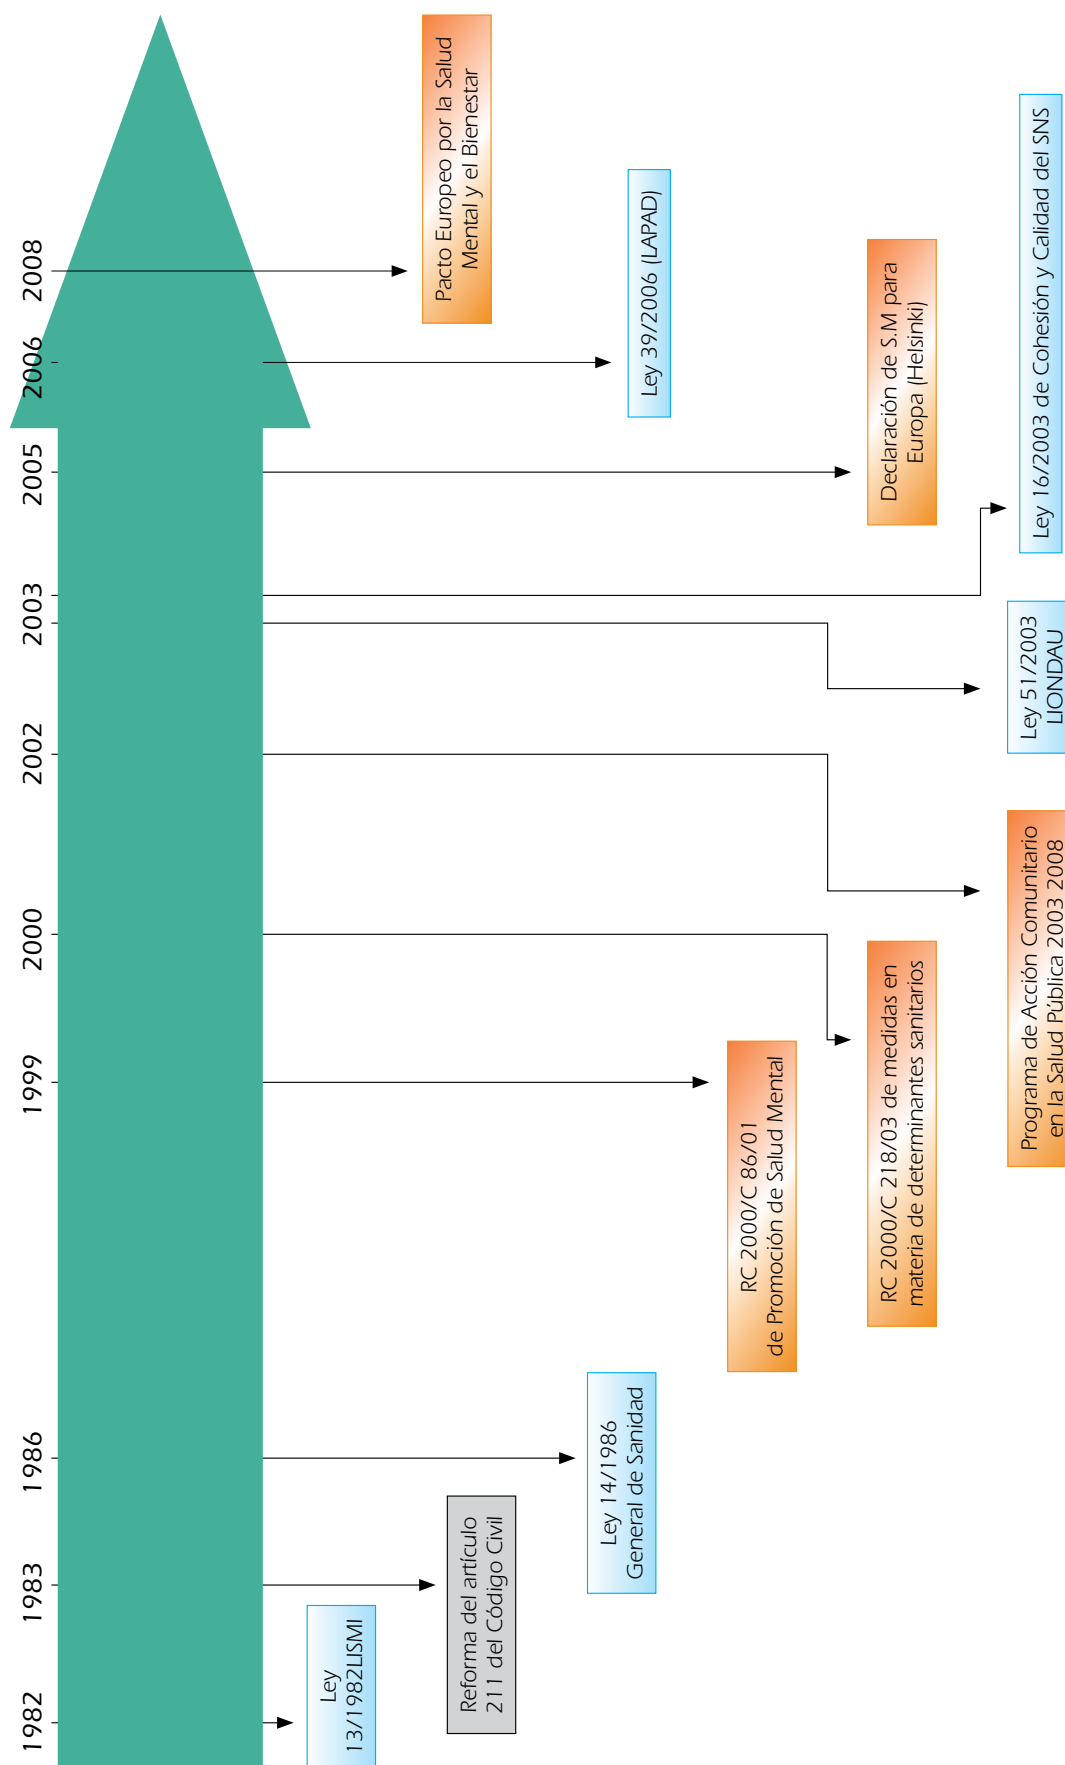 1982
1983
1986
1999
2000
2002
2003
2005
2006
2008
Ley
13/1982LISMI
Reforma del artículo
211 del Código Civil
Ley 14/1986
General de Sanidad
RC 2000/C 86/01
de Promoción de Salud Mental
RC 2000/C 218/03 de medidas en
materia de determinantes sanitarios
Programa de Acción Comunitario
en la Salud Pública 2003 2008
Ley 51/2003
LIONDAU
Ley 16/2003 de Cohesión y Calidad del SNS
Declaración de S.M para
Europa (Helsinki)
Ley 39/2006 (LAPAD)
Pacto Europeo por la Salud
Mental y el Bienestar